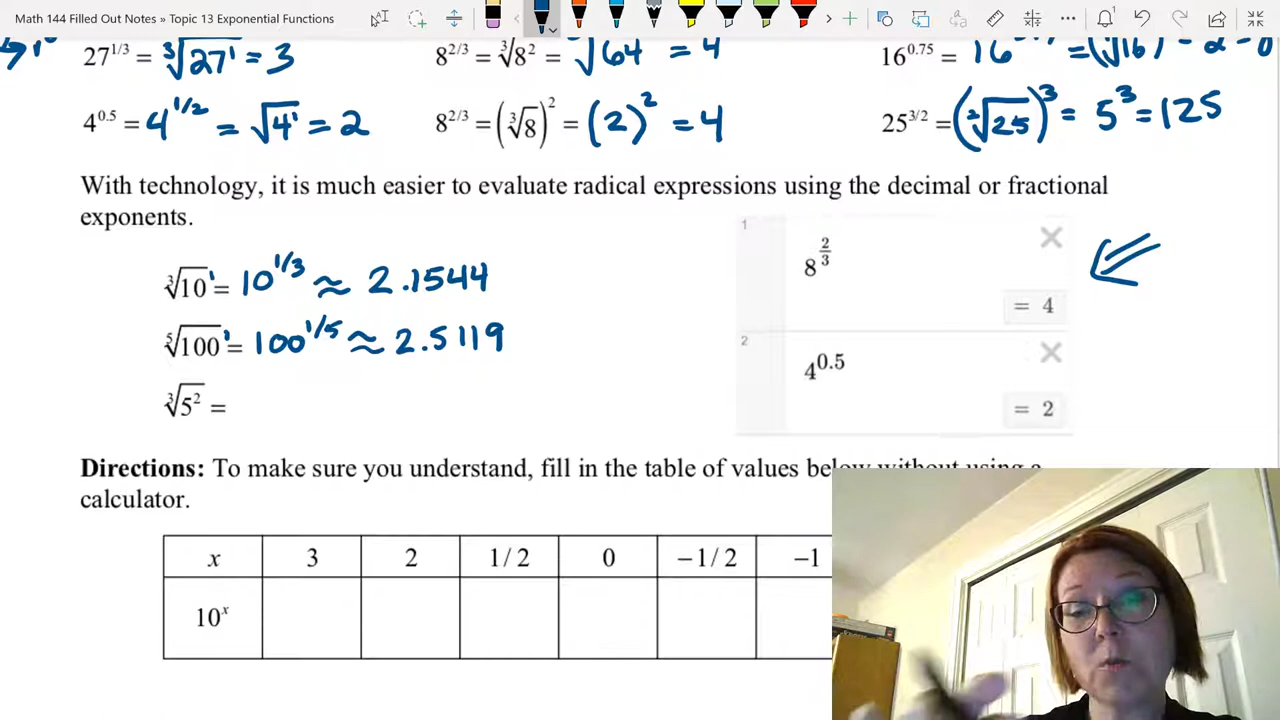 Math 144 Filled Out Notes » Topic 13 Exponential Functions
27^{1/3} = ∛27¹ = 3 8^{2/3} = ∛8² = √64 = 4 16^{0.75} =
4^{0.5} = 4^{1/2} = √4¹ = 2 8^{2/3} = (∛8)² = (2)² = 4 25^{3/2} = (²√25)³ = 5³ = 125
With technology, it is much easier to evaluate radical expressions using the decimal or fractional
exponents.
∛10¹ = 10^{1/3} ≈ 2.1544
⁵√100¹ = 100^{1/5} ≈ 2.5119
∛5² =
1
8^{2/3}
= 4
2
4^{0.5}
= 2
Directions: To make sure you understand, fill in the table of values below without using a
calculator.
x 3 2 1/2 0 −1/2 −1
10^x